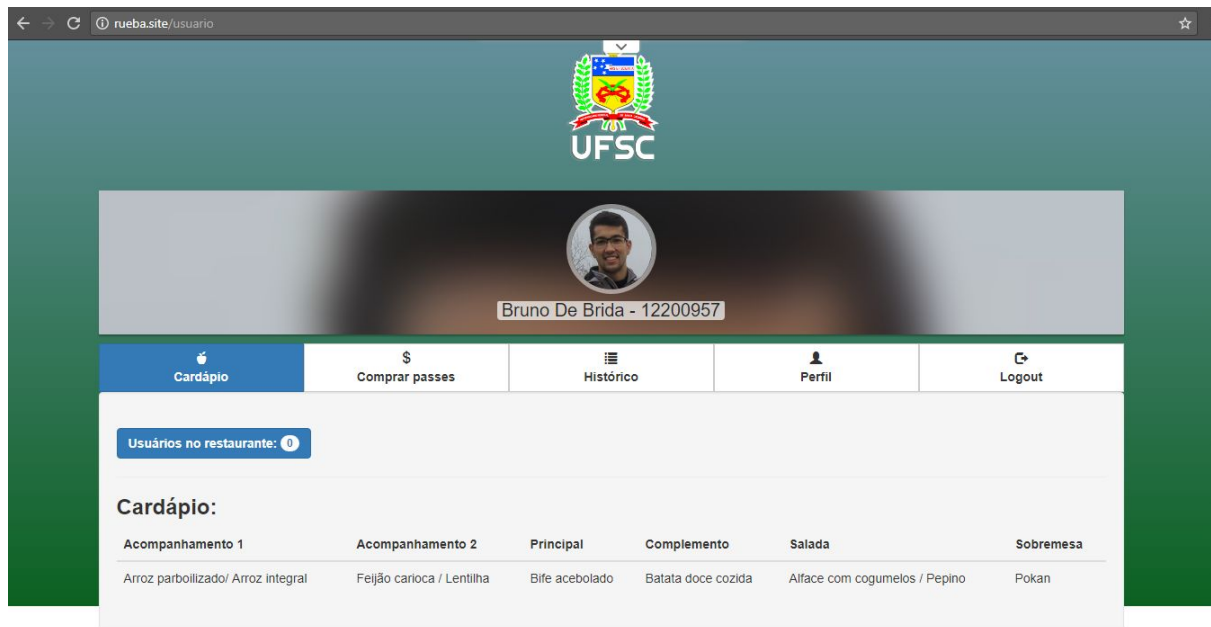 rueba.site/usuario
UFSC
Bruno De Brida - 12200957
Cardápio
Comprar passes
Histórico
Perfil
Logout
Usuários no restaurante: 0
Cardápio:
Acompanhamento 1 Acompanhamento 2 Principal Complemento Salada Sobremesa
Arroz parboilizado/ Arroz integral Feijão carioca / Lentilha Bife acebolado Batata doce cozida Alface com cogumelos / Pepino Pokan